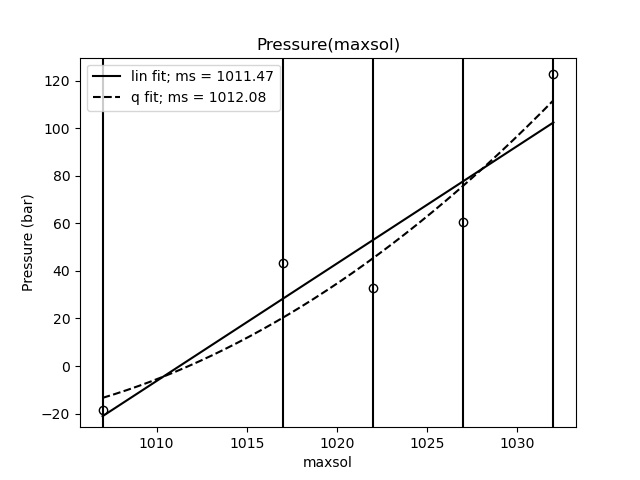 Pressure(maxsol)
lin fit; ms = 1011.47
q fit; ms = 1012.08
Pressure (bar)
120
100
80
60
40
20
0
−20
1010 1015 1020 1025 1030
maxsol